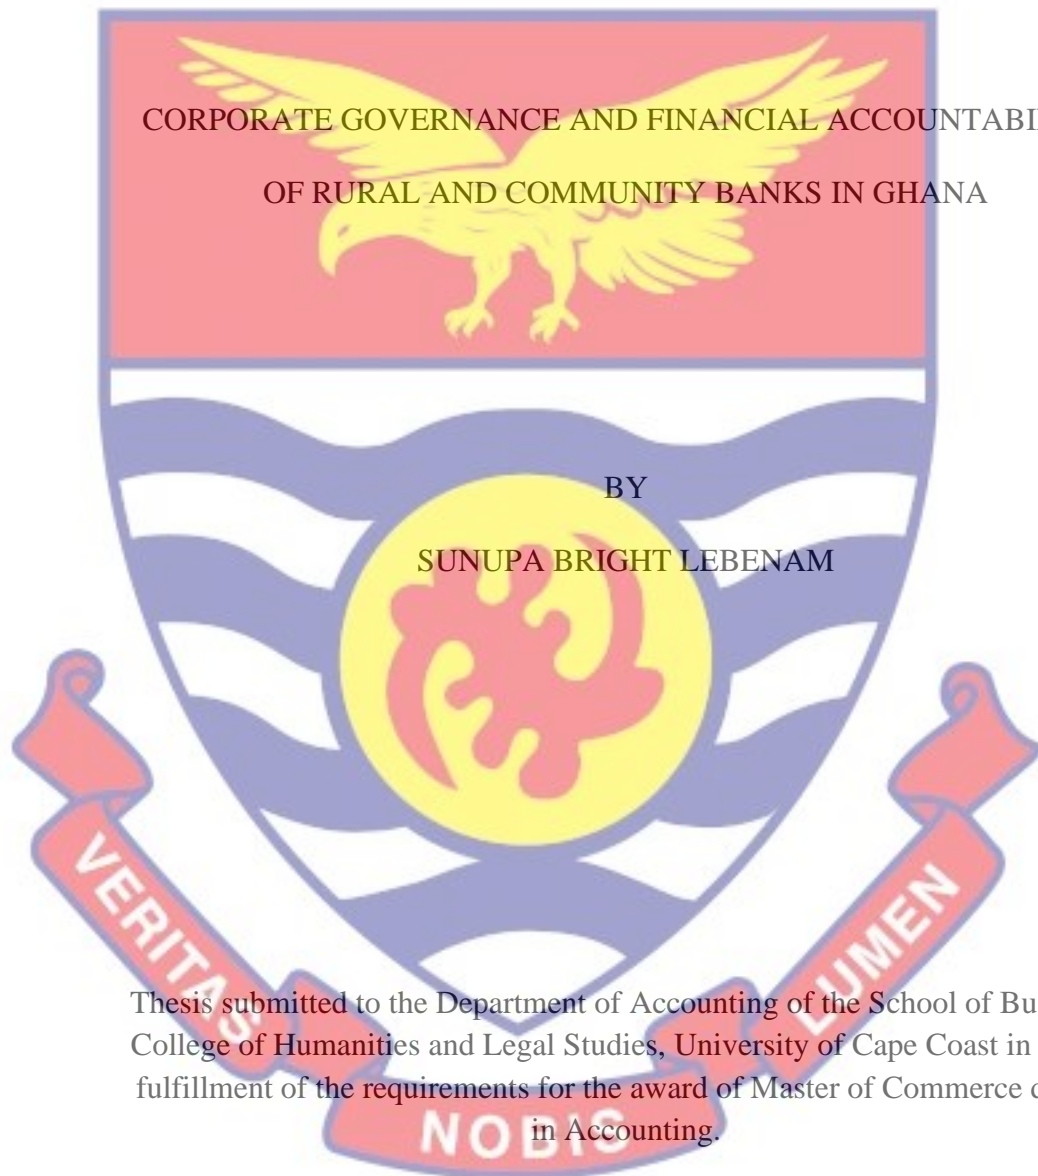 CORPORATE GOVERNANCE AND FINANCIAL
OF RURAL AND COMMUNITY BANKS IN GHANA
BY
SUNUPA BRIGHT LEBENAM
Thesis submitted to the Department of Accounting of the School of
College of Humanities and Legal Studies, University of Cape Coast in
fulfillment of the requirements for the award of Master of Commerce
in Accounting.
VERITAS
NOBIS
LUMEN